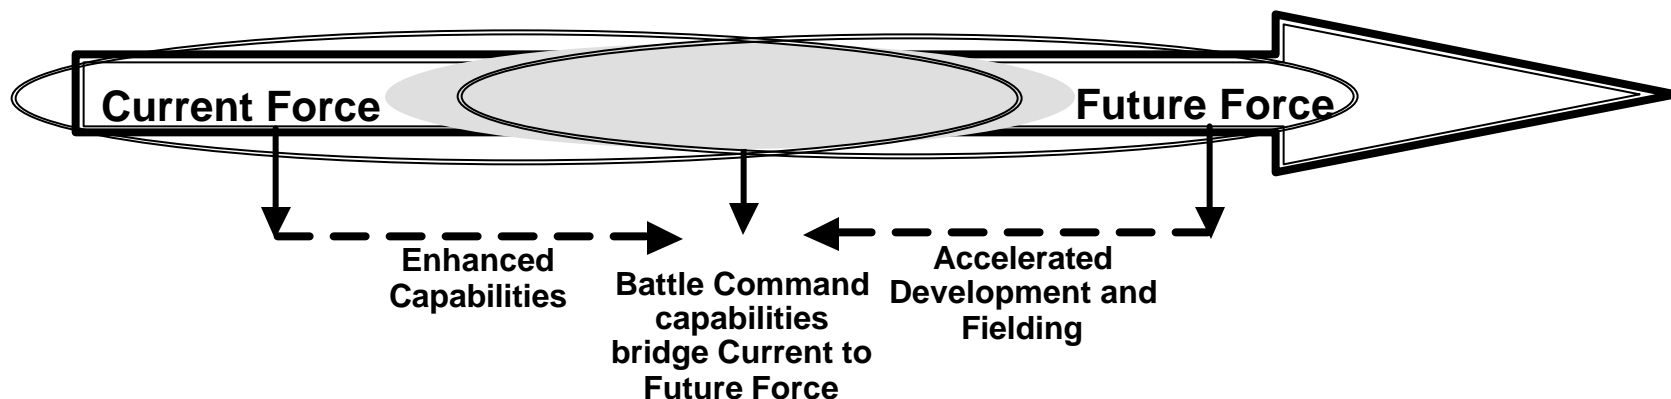 Current Force
Future Force
Enhanced
Capabilities
Battle Command
capabilities
bridge Current to
Future Force
Accelerated
Development and
Fielding